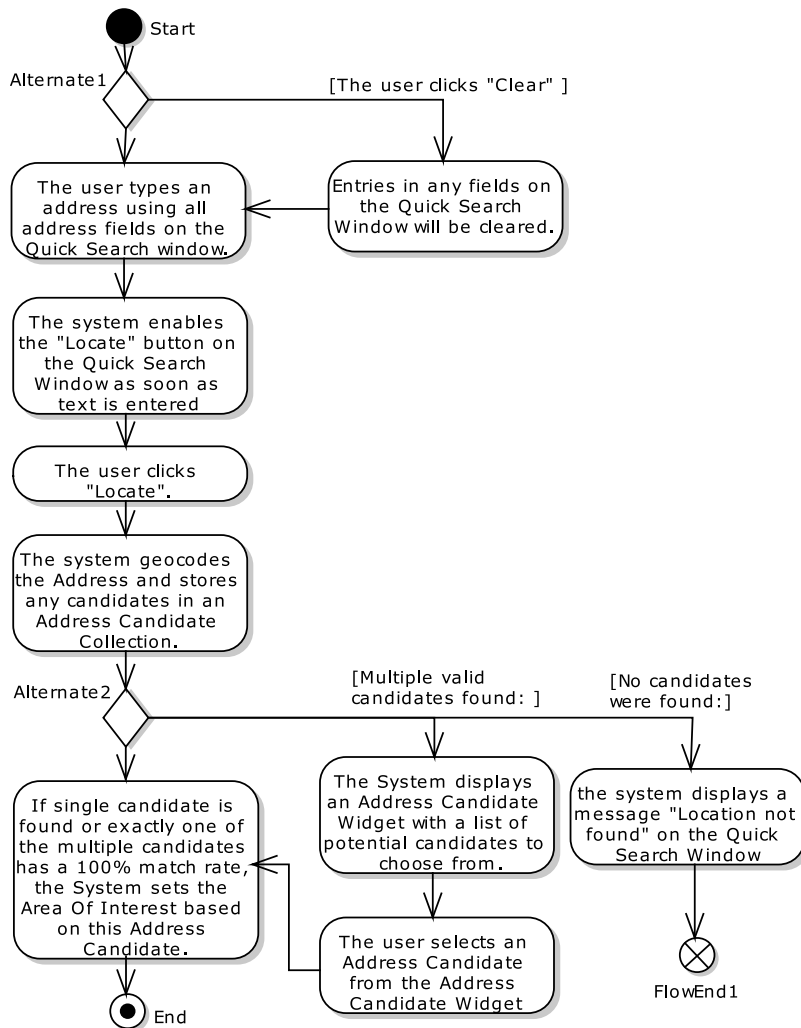 Start
Alternate1
[The user clicks "Clear" ]
The user types an
address using all
address fields on the
Quick Search window.
Entries in any fields on
the Quick Search
Window will be cleared.
The system enables
the "Locate" button on
the Quick Search
Window as soon as
text is entered
The user clicks
"Locate".
The system geocodes
the Address and stores
any candidates in an
Address Candidate
Collection.
Alternate2
[Multiple valid
candidates found: ]
[No candidates
were found:]
If single candidate is
found or exactly one of
the multiple candidates
has a 100% match rate,
the System sets the
Area Of Interest based
on this Address
Candidate.
The System displays
an Address Candidate
Widget with a list of
potential candidates to
choose from.
the system displays a
message "Location not
found" on the Quick
Search Window
The user selects an
Address Candidate
from the Address
Candidate Widget
End
FlowEnd1